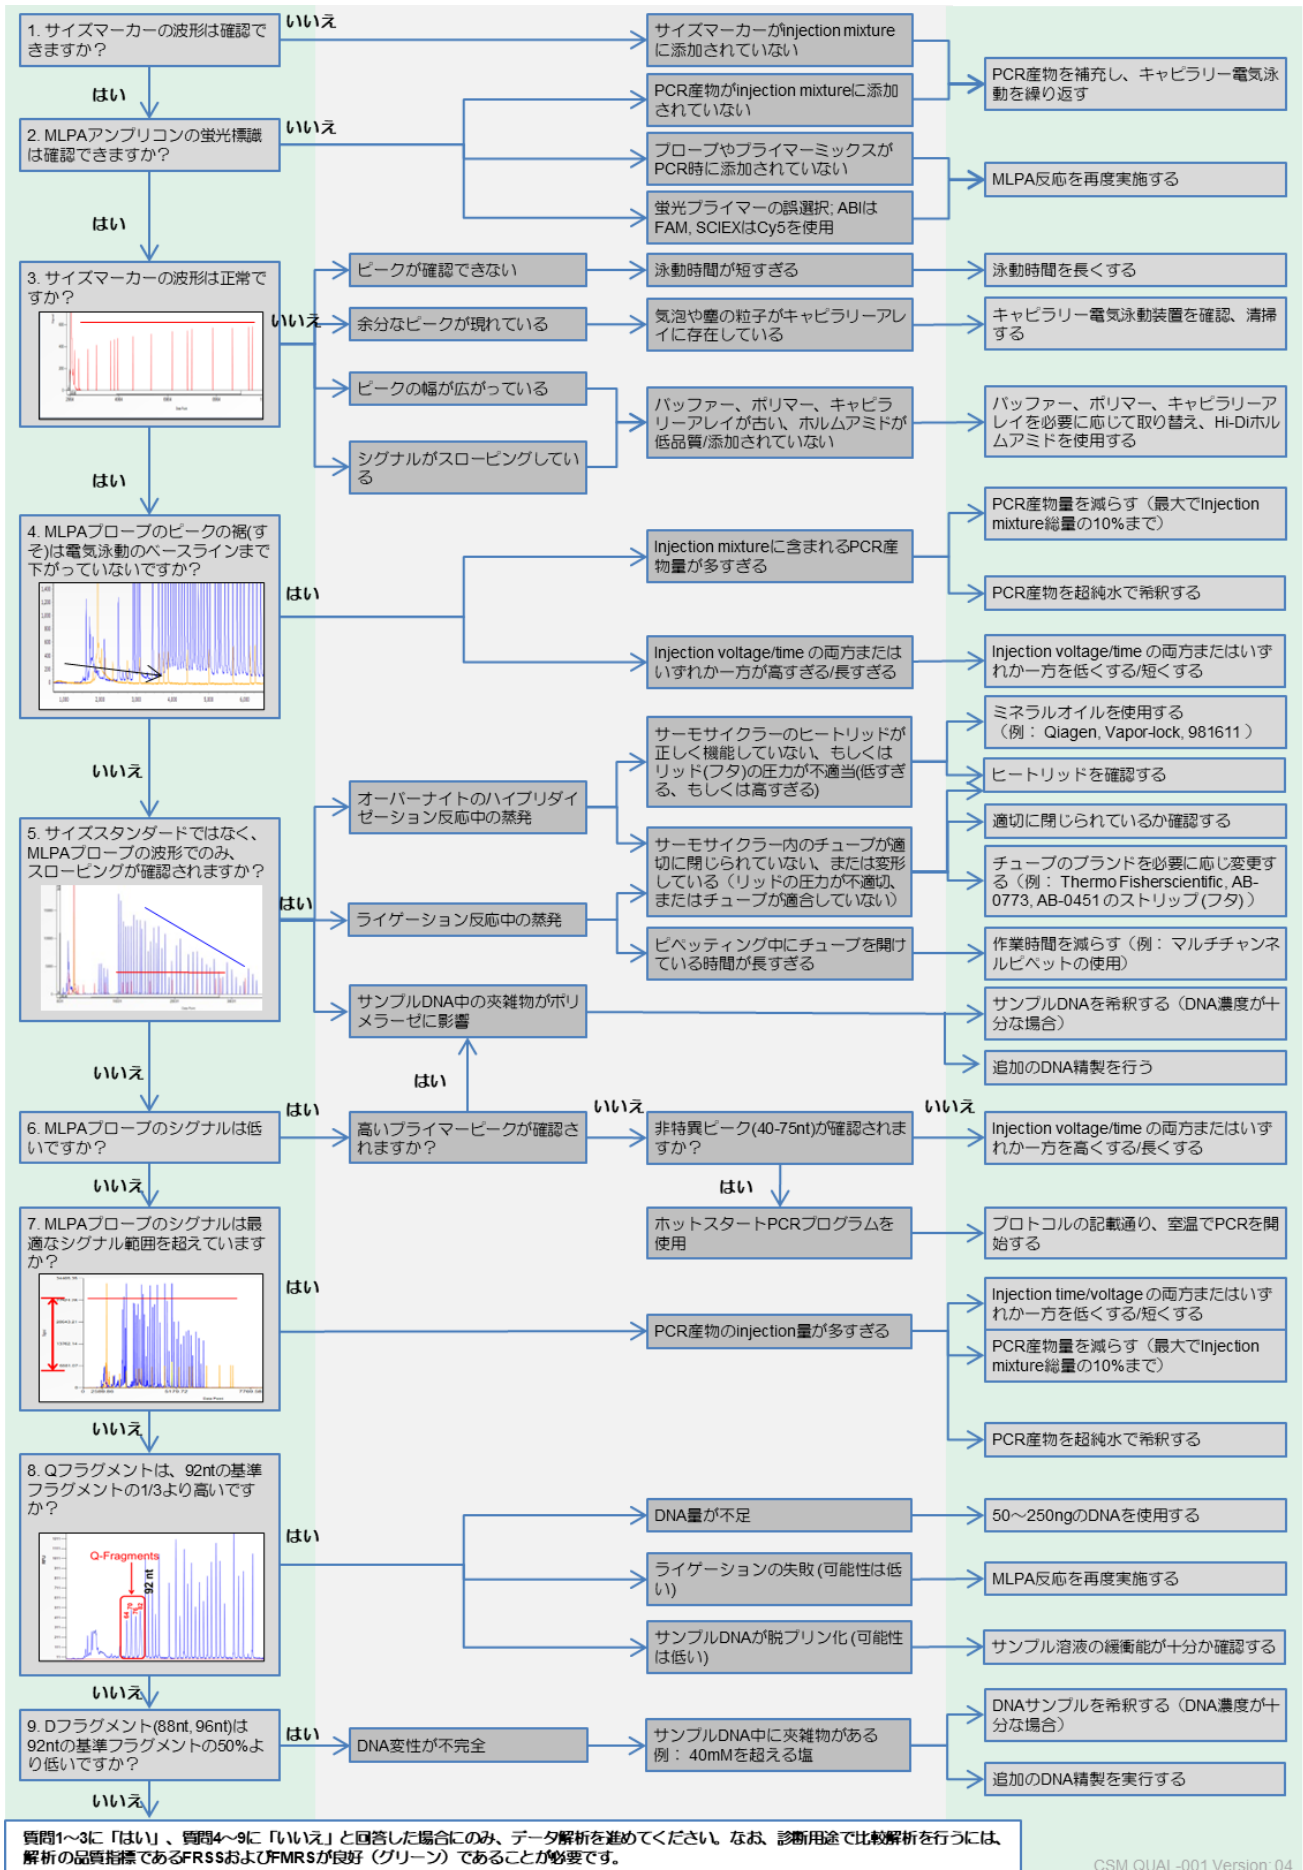 1. サイズマーカーの波形は確認で
きますか？
いいえ
サイズマーカーがinjection mixture
に添加されていない
PCR産物を補充し、キャピラリー電気泳
動を繰り返す
はい
PCR産物がinjection mixtureに添加
されていない
2. MLPAアンプリコンの蛍光標識
は確認できますか？
いいえ
プローブやプライマーミックスが
PCR時に添加されていない
MLPA反応を再度実施する
蛍光プライマーの誤選択; ABIは
FAM, SCIEXはCy5を使用
はい
3. サイズマーカーの波形は正常で
すか？
いいえ
ピークが確認できない
泳動時間が短すぎる
泳動時間を長くする
余分なピークが現れている
気泡や塵の粒子がキャピラリーアレ
イに存在している
キャピラリー電気泳動装置を確認、清掃
する
ピークの幅が広がっている
バッファー、ポリマー、キャピラ
リーアレイが古い、ホルムアミドが
低品質/添加されていない
バッファー、ポリマー、キャピラリーア
レイを必要に応じて取り替え、Hi-Diホル
ムアミドを使用する
シグナルがスローピングしてい
る
はい
4. MLPAプローブのピークの裾(す
そ)は電気泳動のベースラインまで
下がっていないですか？
はい
Injection mixtureに含まれるPCR産
物量が多すぎる
PCR産物量を減らす（最大でInjection
mixture総量の10%まで）
PCR産物を超純水で希釈する
1,400
1,200
1,000
800
600
400
200
0
1,000 2,000 3,000 4,000 5,000 6,000
Injection voltage/time の両方または
いずれか一方が高すぎる/長すぎる
Injection voltage/time の両方またはいず
れか一方を低くする/短くする
いいえ
5. サイズスタンダードではなく、
MLPAプローブの波形でのみ、
スローピングが確認されますか？
はい
オーバーナイトのハイブリダイ
ゼーション反応中の蒸発
サーモサイクラーのヒートリッドが
正しく機能していない、もしくは
リッド(フタ)の圧力が不適当(低すぎ
る、もしくは高すぎる)
ミネラルオイルを使用する
（例： Qiagen, Vapor-lock, 981611 ）
ヒートリッドを確認する
サーモサイクラー内のチューブが適
切に閉じられていない、または変形
している（リッドの圧力が不適切、
またはチューブが適合していない）
適切に閉じられているか確認する
チューブのブランドを必要に応じ変更す
る（例： Thermo Fisherscientific, AB-
0773, AB-0451 のストリップ(フタ) ）
ライゲーション反応中の蒸発
ピペッティング中にチューブを開け
ている時間が長すぎる
作業時間を減らす（例： マルチチャンネ
ルピペットの使用）
サンプルDNA中の夾雑物がポリ
メラーゼに影響
サンプルDNAを希釈する（DNA濃度が十
分な場合）
追加のDNA精製を行う
いいえ
はい
6. MLPAプローブのシグナルは低
いですか？
はい
高いプライマーピークが確認さ
れますか？
いいえ
非特異ピーク(40-75nt)が確認されま
すか？
いいえ
Injection voltage/time の両方またはいず
れか一方を高くする/長くする
いいえ
はい
ホットスタートPCRプログラムを
使用
プロトコルの記載通り、室温でPCRを開
始する
7. MLPAプローブのシグナルは最
適なシグナル範囲を超えています
か？
はい
PCR産物のinjection量が多すぎる
Injection time/voltage の両方またはいず
れか一方を低くする/短くする
PCR産物量を減らす（最大でInjection
mixture総量の10%まで）
PCR産物を超純水で希釈する
いいえ
8. Qフラグメントは、92ntの基準
フラグメントの1/3より高いです
か？
Q-Fragments
64
70
76
82
92 nt
はい
DNA量が不足
50～250ngのDNAを使用する
ライゲーションの失敗 (可能性は低
い)
MLPA反応を再度実施する
サンプルDNAが脱プリン化 (可能性
は低い)
サンプル溶液の緩衝能が十分か確認する
いいえ
9. Dフラグメント(88nt, 96nt)は
92ntの基準フラグメントの50%よ
り低いですか？
はい
DNA変性が不完全
サンプルDNA中に夾雑物がある
例： 40mMを超える塩
DNAサンプルを希釈する（DNA濃度が十
分な場合）
追加のDNA精製を実行する
いいえ
質問1～3に「はい」、質問4～9に「いいえ」と回答した場合にのみ、データ解析を進めてください。なお、診断用途で比較解析を行うには、
解析の品質指標であるFRSSおよびFMRSが良好（グリーン）であることが必要です。
CSM QUAL-001 Version: 04